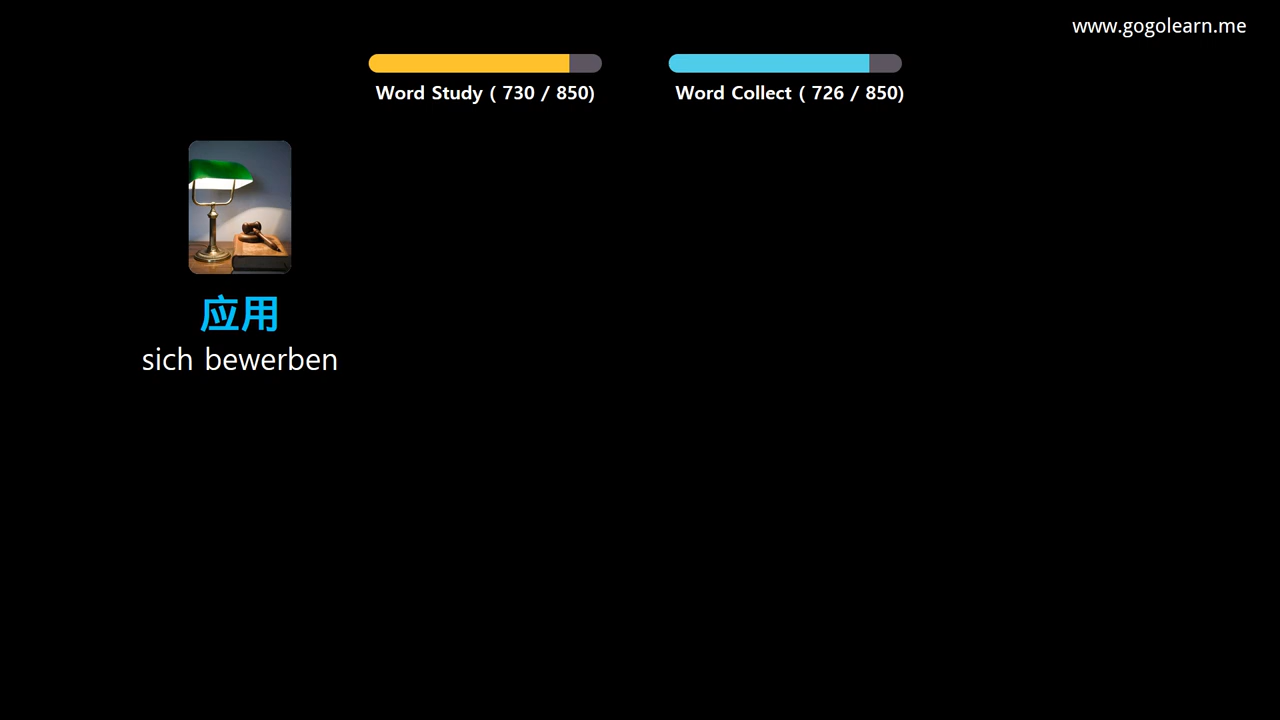 www.gogolearn.me
Word Study ( 730 / 850)
Word Collect ( 726 / 850)
应用
sich bewerben